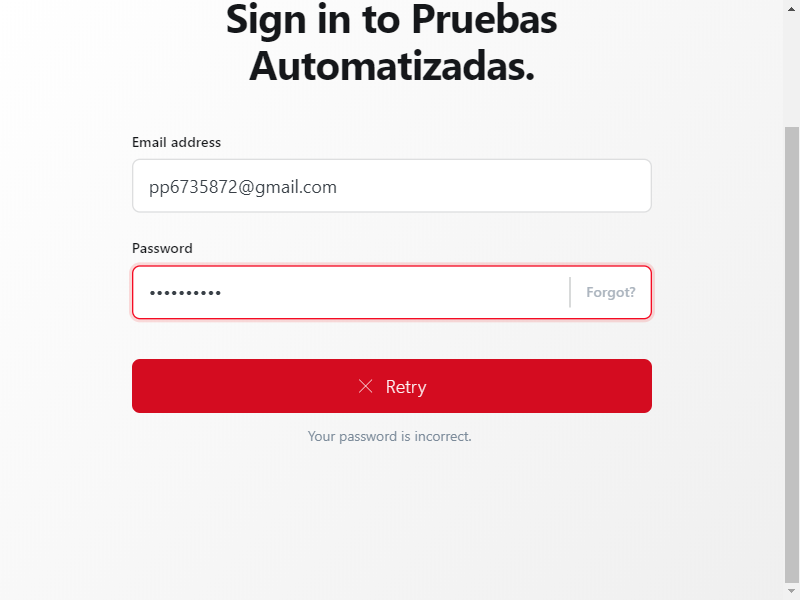 Sign in to Pruebas
Automatizadas.
Email address
pp6735872@gmail.com
Password
••••••••••
Forgot?
Retry
Your password is incorrect.